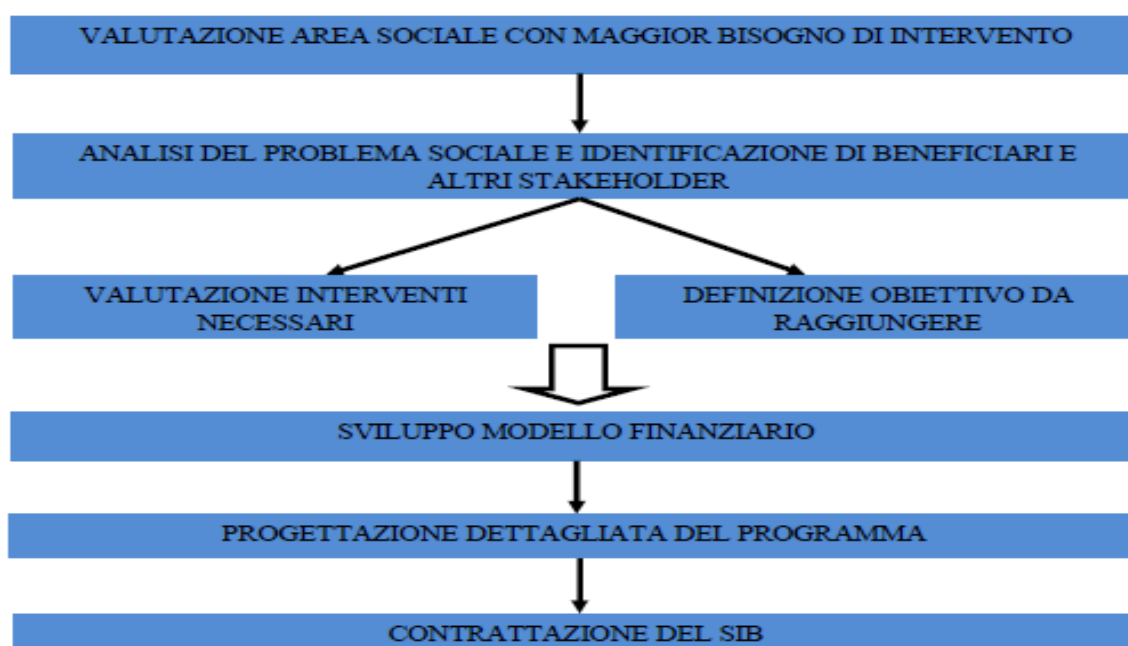 VALUTAZIONE AREA SOCIALE CON MAGGIOR BISOGNO DI INTERVENTO
ANALISI DEL PROBLEMA SOCIALE E IDENTIFICAZIONE DI BENEFICIARI E
ALTRI STAKEHOLDER
VALUTAZIONE INTERVENTI
NECESSARI
DEFINIZIONE OBIETTIVO DA
RAGGIUNGERE
SVILUPPO MODELLO FINANZIARIO
PROGETTAZIONE DETTAGLIATA DEL PROGRAMMA
CONTRATTAZIONE DEL SIB